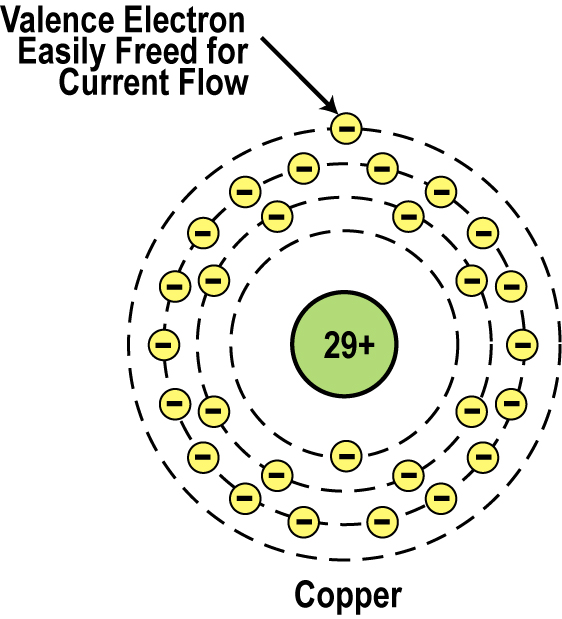 Valence Electron
Easily Freed for
Current Flow
29+
Copper